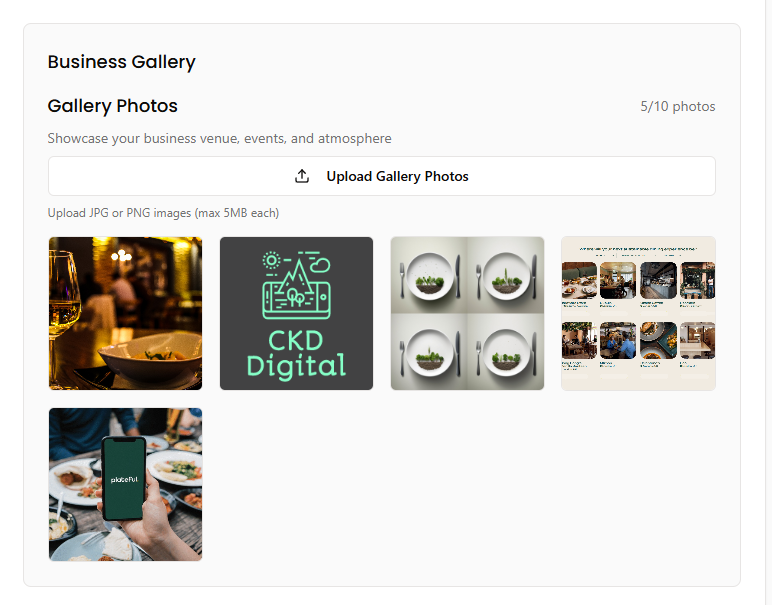 Business Gallery
Gallery Photos
5/10 photos
Showcase your business venue, events, and atmosphere
Upload Gallery Photos
Upload JPG or PNG images (max 5MB each)
CKD
Digital
plateful